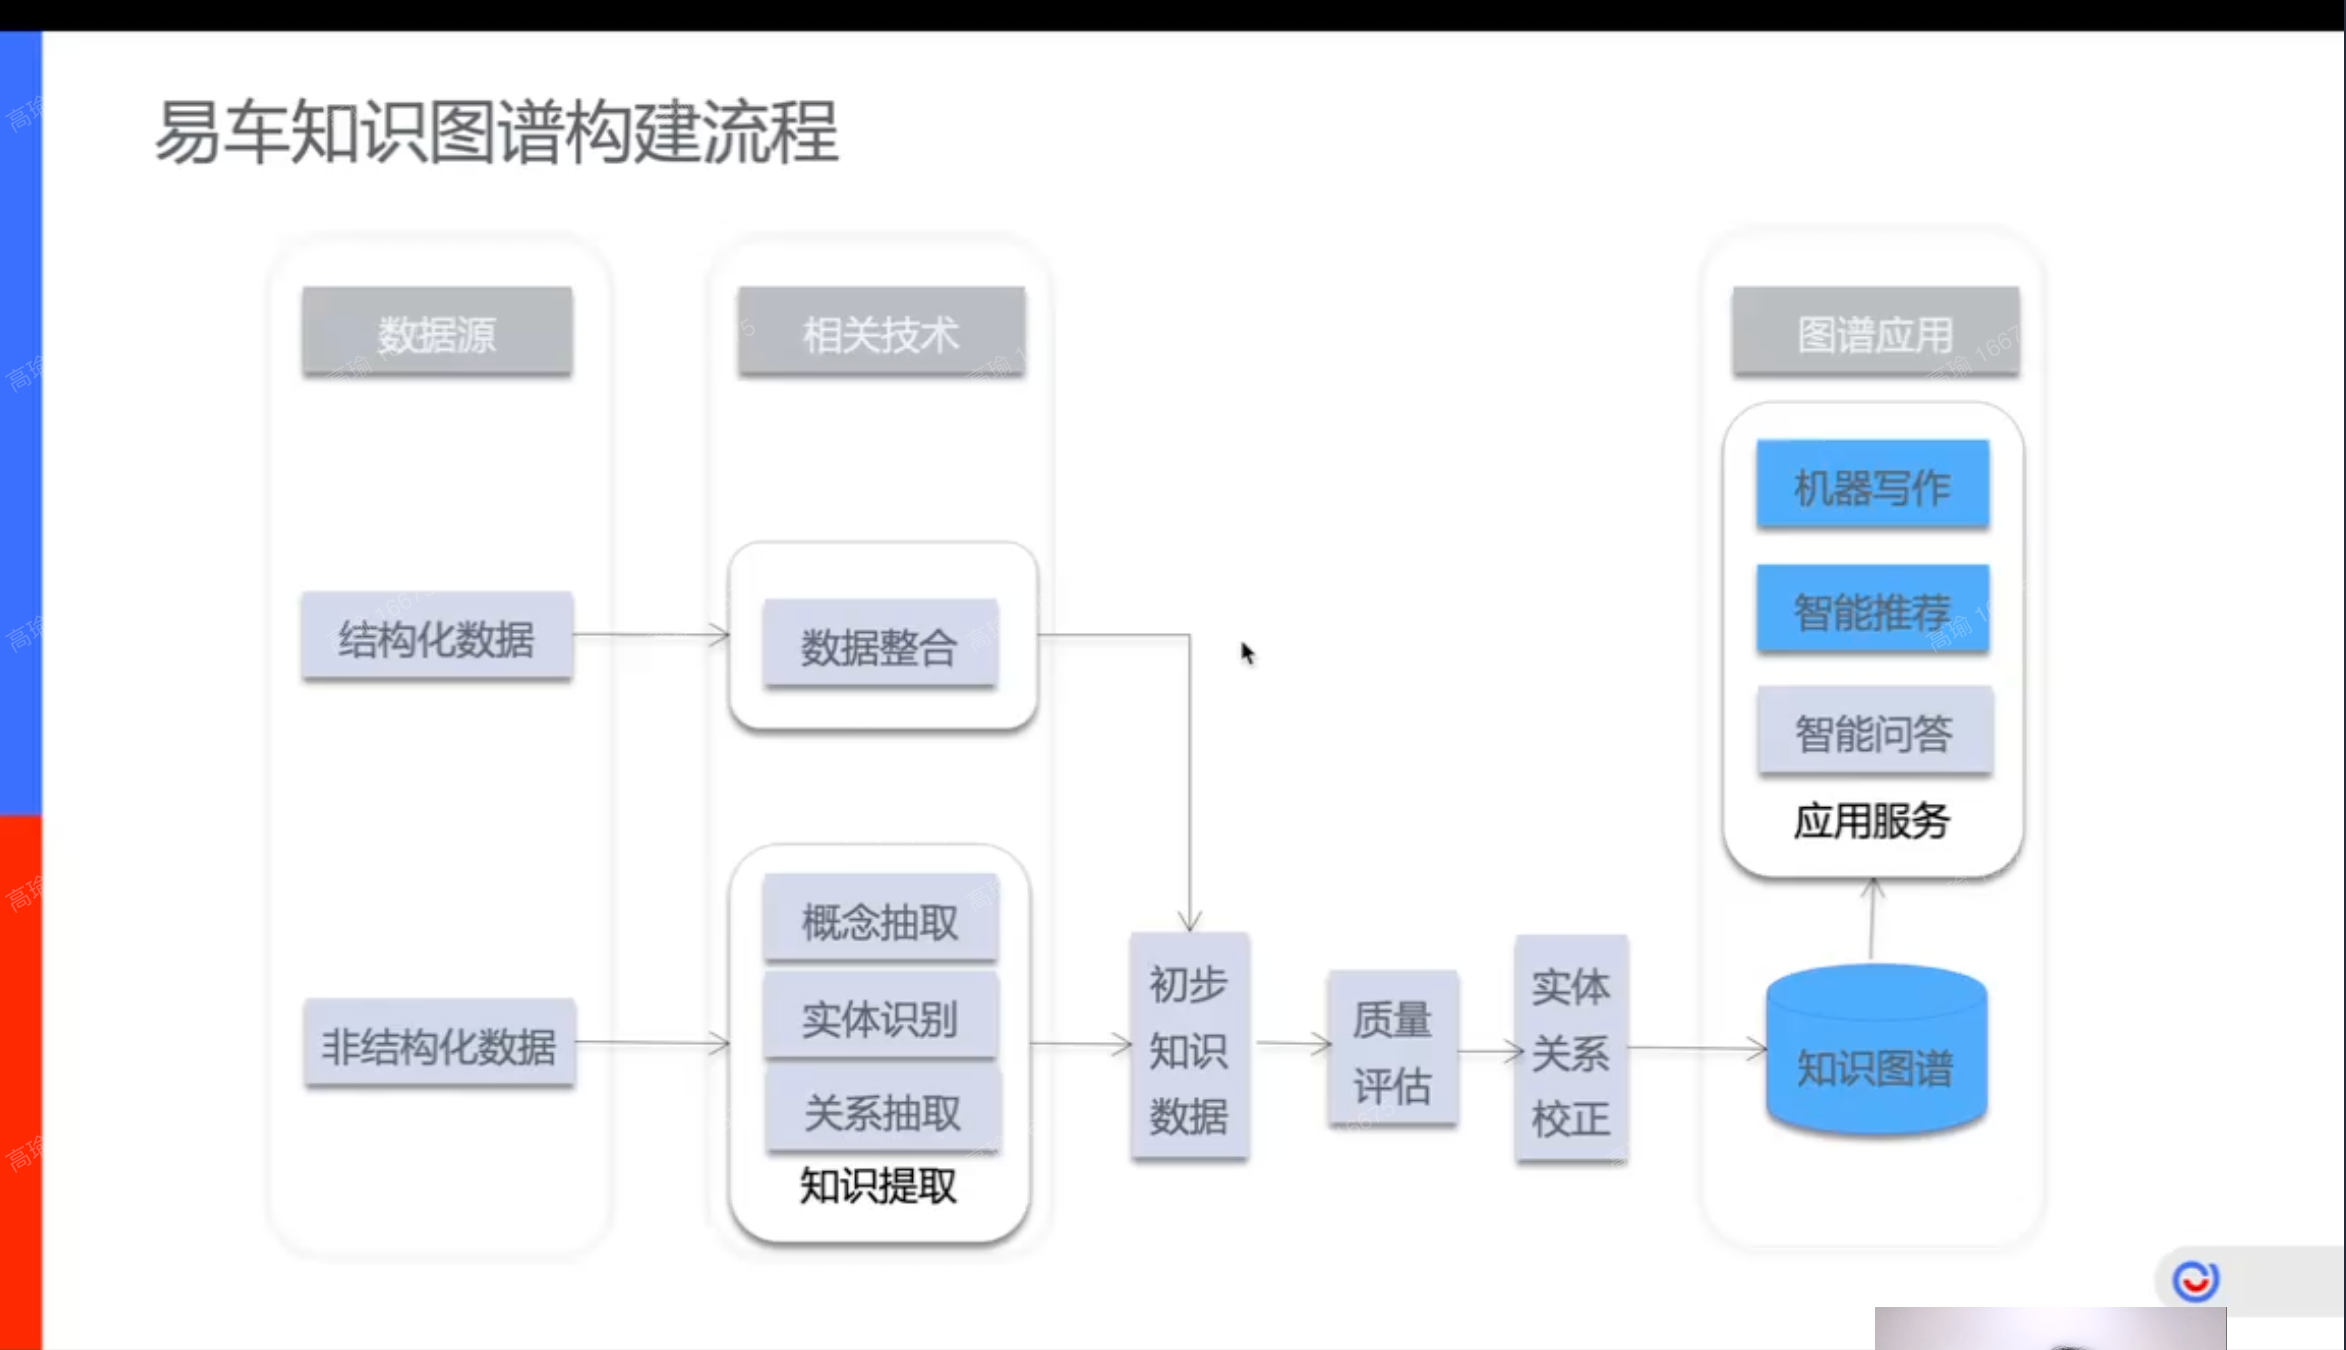 易车知识图谱构建流程
数据源
相关技术
图谱应用
机器写作
智能推荐
智能问答
应用服务
结构化数据
数据整合
非结构化数据
概念抽取
实体识别
关系抽取
知识提取
初步
知识
数据
质量
评估
实体
关系
校正
知识图谱